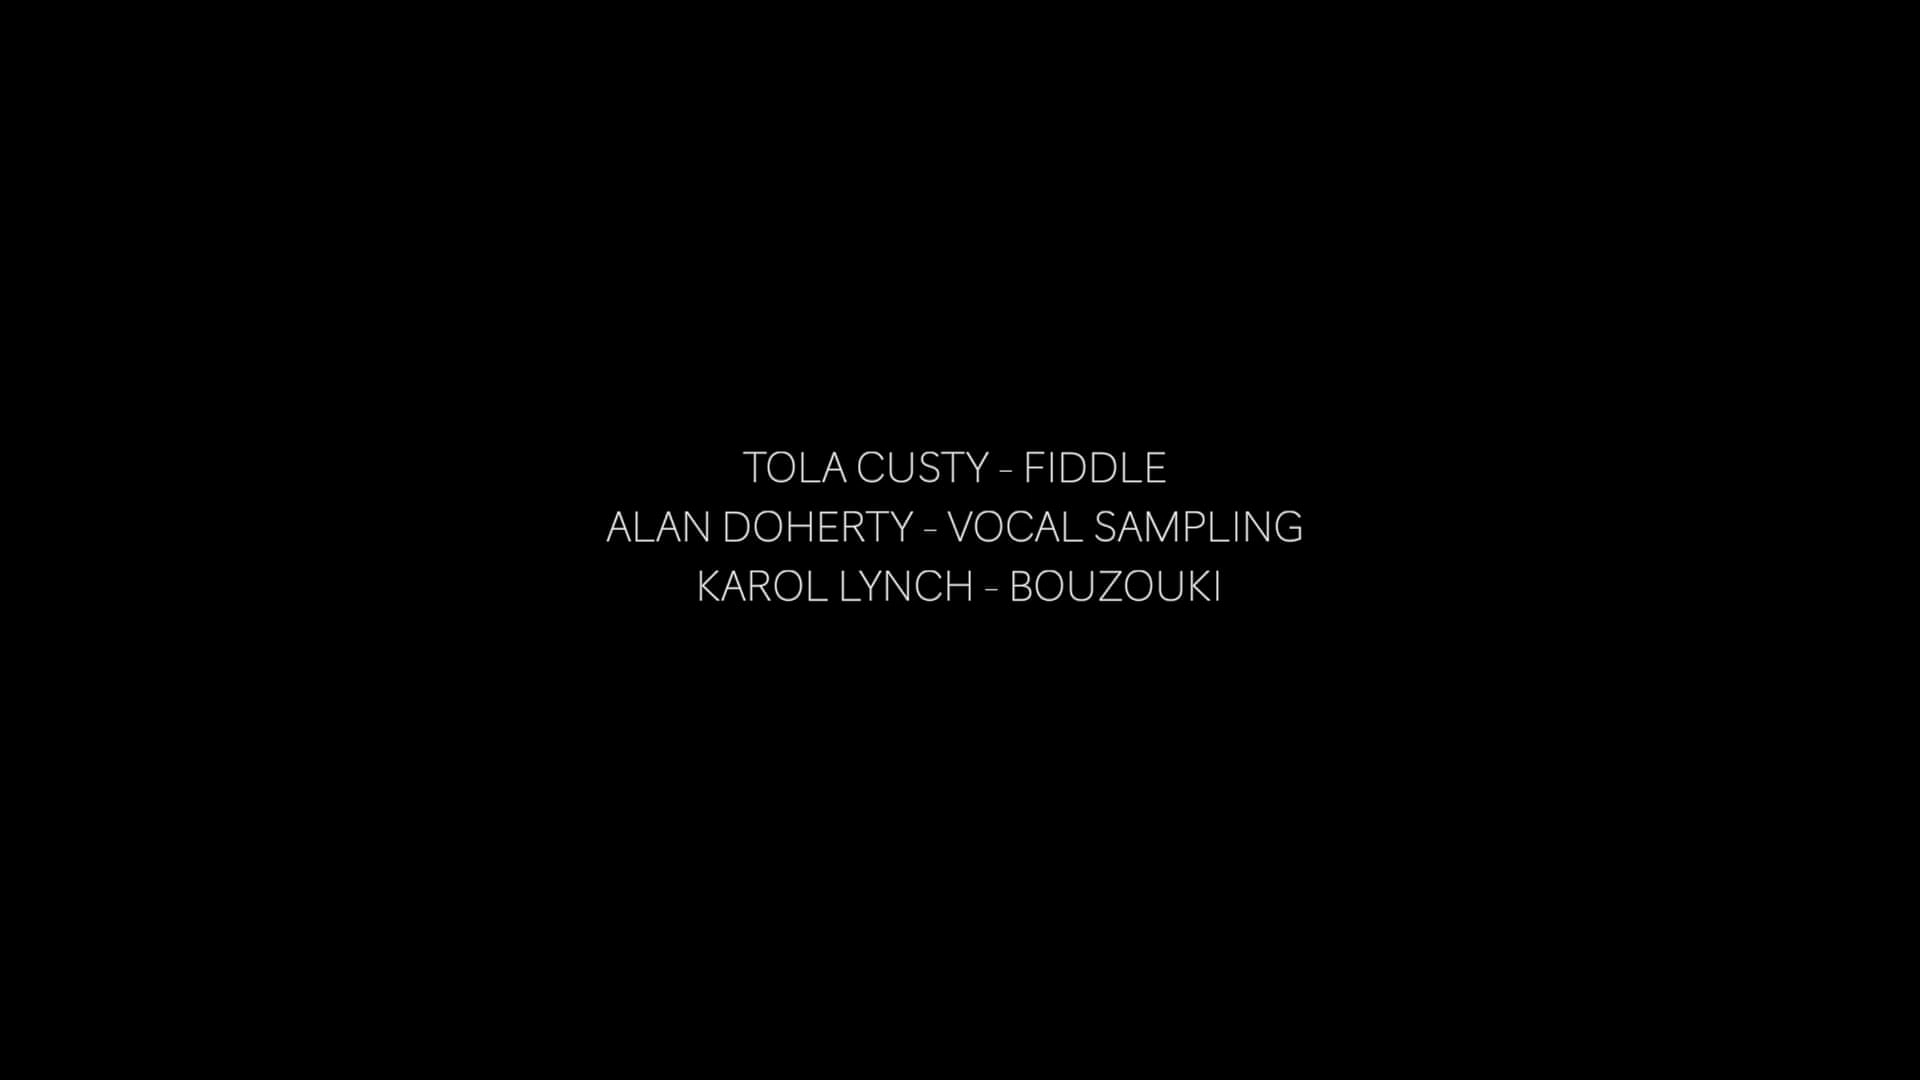 TOLA CUSTY - FIDDLE
ALAN DOHERTY - VOCAL SAMPLING
KAROL LYNCH - BOUZOUKI